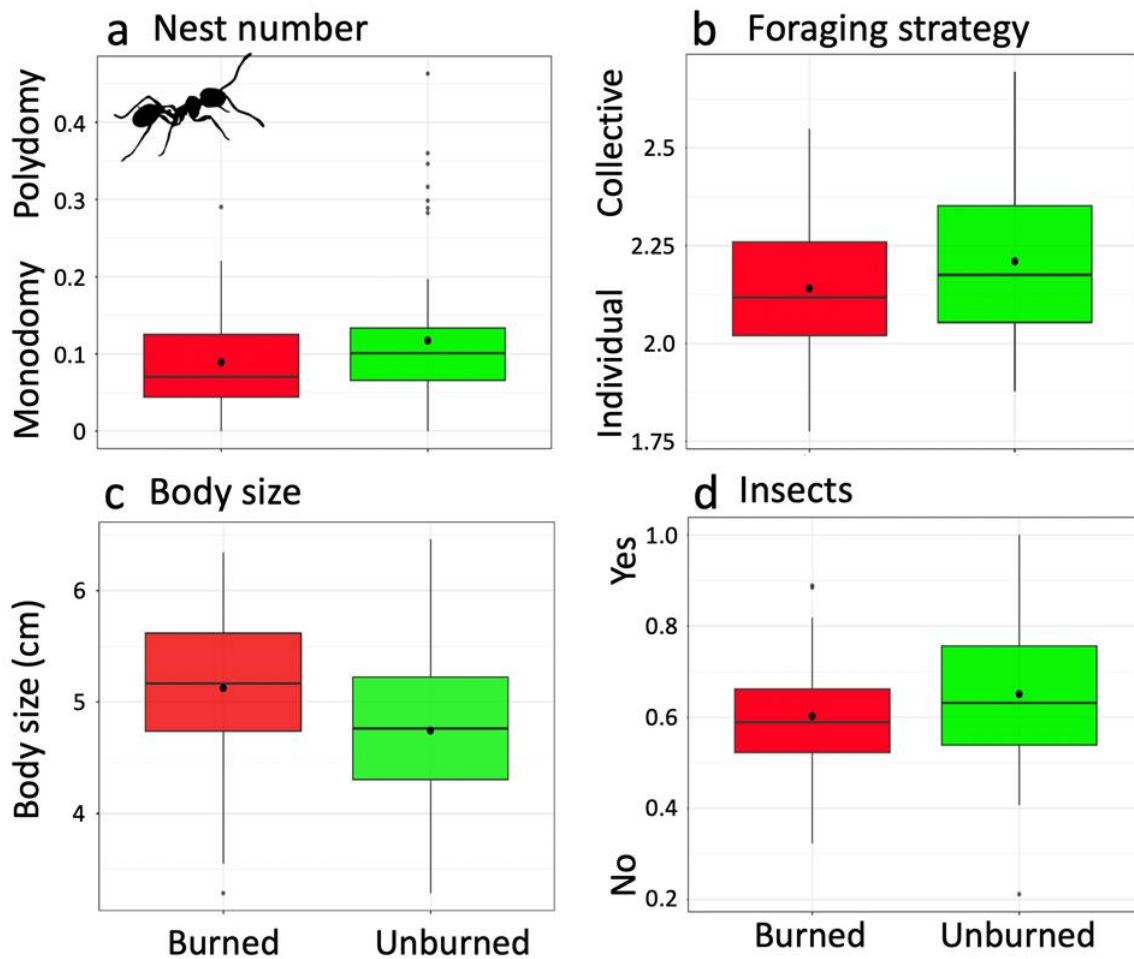 a Nest number
Polydomy
Monodomy
0.4
0.3
0.2
0.1
0
b Foraging strategy
Collective
Individual
2.5
2.25
2.0
1.75
c Body size
Body size (cm)
6
5
4
Burned
Unburned
d Insects
Yes
No
1.0
0.8
0.6
0.4
0.2
Burned
Unburned